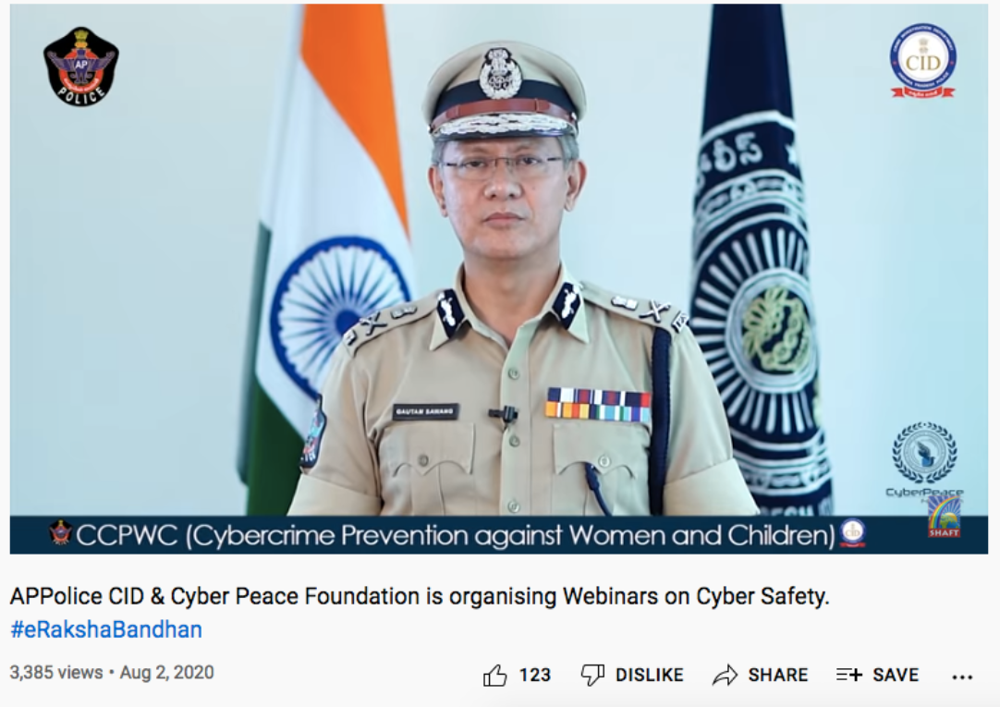 AP
POLICE
CID
పోలీస్
GAUTAM SAWANG
CyberPeace
SHAFT
CCPWC (Cybercrime Prevention against Women and Children)
APPolice CID & Cyber Peace Foundation is organising Webinars on Cyber Safety.
#eRakshaBandhan
3,385 views • Aug 2, 2020
123
DISLIKE
SHARE
SAVE